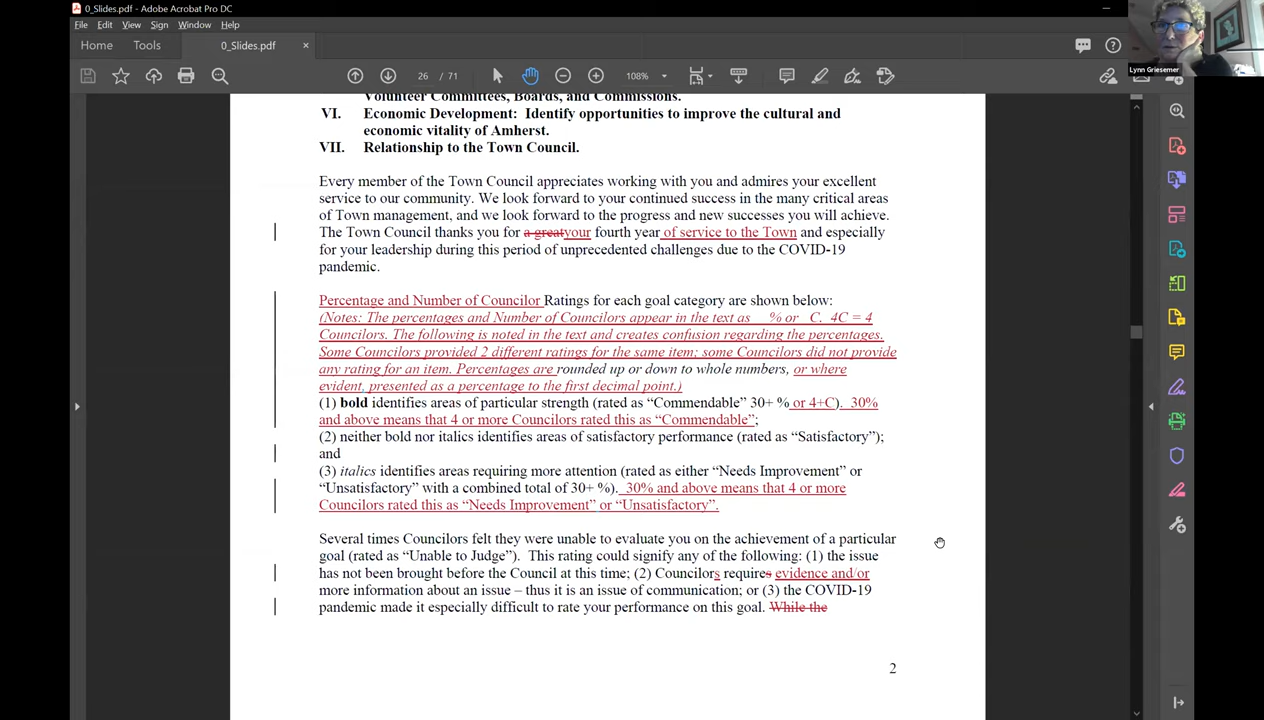 0_Slides.pdf - Adobe Acrobat Pro DC
File Edit View Sign Window Help
Home Tools 0_Slides.pdf ×
26 / 71 108%
Lynn Griesemer
Volunteer Committees, Boards, and Commissions.
VI. Economic Development: Identify opportunities to improve the cultural and
economic vitality of Amherst.
VII. Relationship to the Town Council.
Every member of the Town Council appreciates working with you and admires your excellent
service to our community. We look forward to your continued success in the many critical areas
of Town management, and we look forward to the progress and new successes you will achieve.
The Town Council thanks you for a greatyour fourth year of service to the Town and especially
for your leadership during this period of unprecedented challenges due to the COVID-19
pandemic.
Percentage and Number of Councilor Ratings for each goal category are shown below:
(Notes: The percentages and Number of Councilors appear in the text as __% or _C. 4C = 4
Councilors. The following is noted in the text and creates confusion regarding the percentages.
Some Councilors provided 2 different ratings for the same item; some Councilors did not provide
any rating for an item. Percentages are rounded up or down to whole numbers, or where
evident, presented as a percentage to the first decimal point.)
(1) bold identifies areas of particular strength (rated as “Commendable” 30+ % or 4+C). 30%
and above means that 4 or more Councilors rated this as “Commendable”;
(2) neither bold nor italics identifies areas of satisfactory performance (rated as “Satisfactory”);
and
(3) italics identifies areas requiring more attention (rated as either “Needs Improvement” or
“Unsatisfactory” with a combined total of 30+ %). 30% and above means that 4 or more
Councilors rated this as “Needs Improvement” or “Unsatisfactory”.
Several times Councilors felt they were unable to evaluate you on the achievement of a particular
goal (rated as “Unable to Judge”). This rating could signify any of the following: (1) the issue
has not been brought before the Council at this time; (2) Councilors requires evidence and/or
more information about an issue – thus it is an issue of communication; or (3) the COVID-19
pandemic made it especially difficult to rate your performance on this goal. While the
2